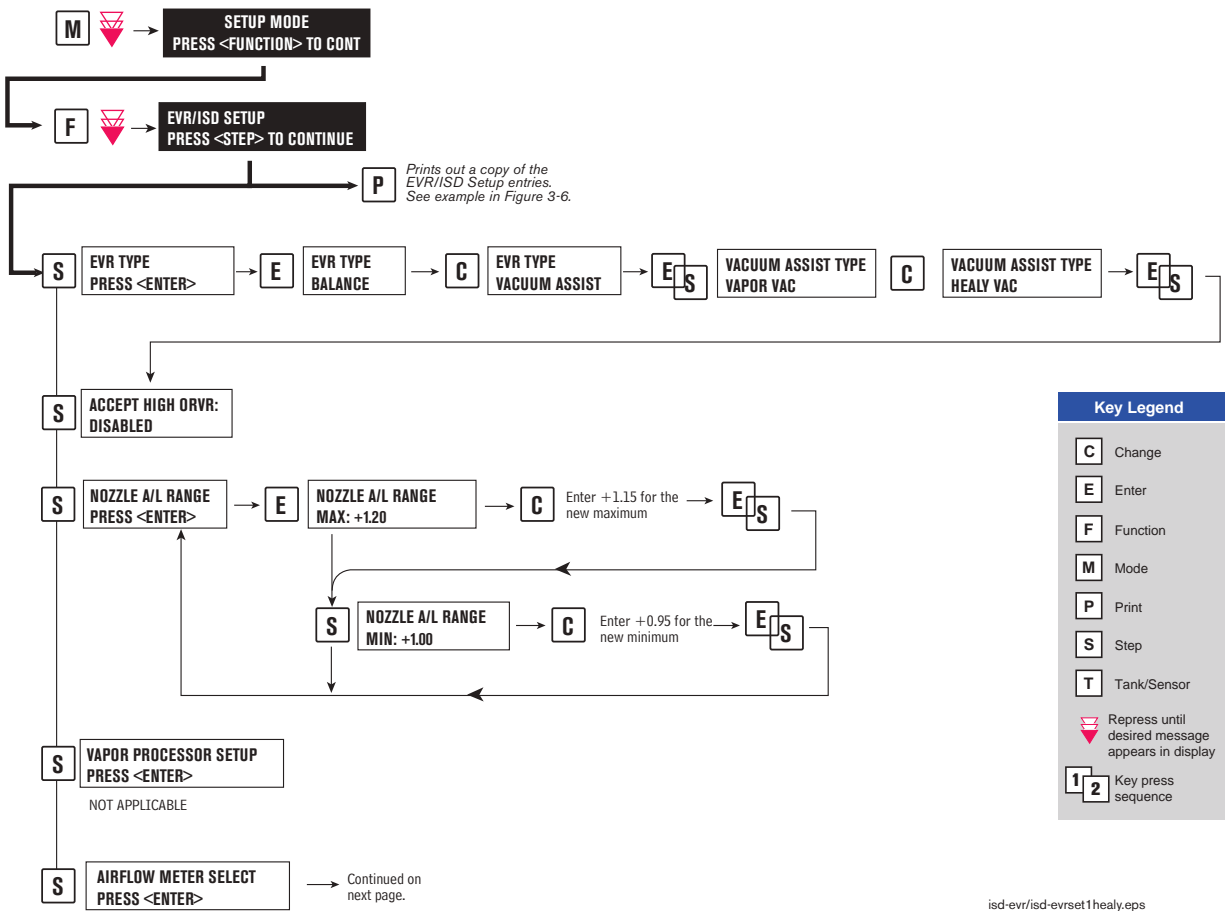 M
SETUP MODE
PRESS <FUNCTION> TO CONT
F
EVR/ISD SETUP
PRESS <STEP> TO CONTINUE
P
Prints out a copy of the
EVR/ISD Setup entries.
See example in Figure 3-6.
S
EVR TYPE
PRESS <ENTER>
E
EVR TYPE
BALANCE
C
EVR TYPE
VACUUM ASSIST
E
S
VACUUM ASSIST TYPE
VAPOR VAC
C
VACUUM ASSIST TYPE
HEALY VAC
E
S
S
ACCEPT HIGH ORVR:
DISABLED
S
NOZZLE A/L RANGE
PRESS <ENTER>
E
NOZZLE A/L RANGE
MAX: +1.20
C
Enter +1.15 for the
new maximum
E
S
S
NOZZLE A/L RANGE
MIN: +1.00
C
Enter +0.95 for the
new minimum
E
S
S
VAPOR PROCESSOR SETUP
PRESS <ENTER>
NOT APPLICABLE
S
AIRFLOW METER SELECT
PRESS <ENTER>
Continued on
next page.
Key Legend
C Change
E Enter
F Function
M Mode
P Print
S Step
T Tank/Sensor
Repress until
desired message
appears in display
1 2 Key press
sequence
isd-evr/isd-evrset1healy.eps